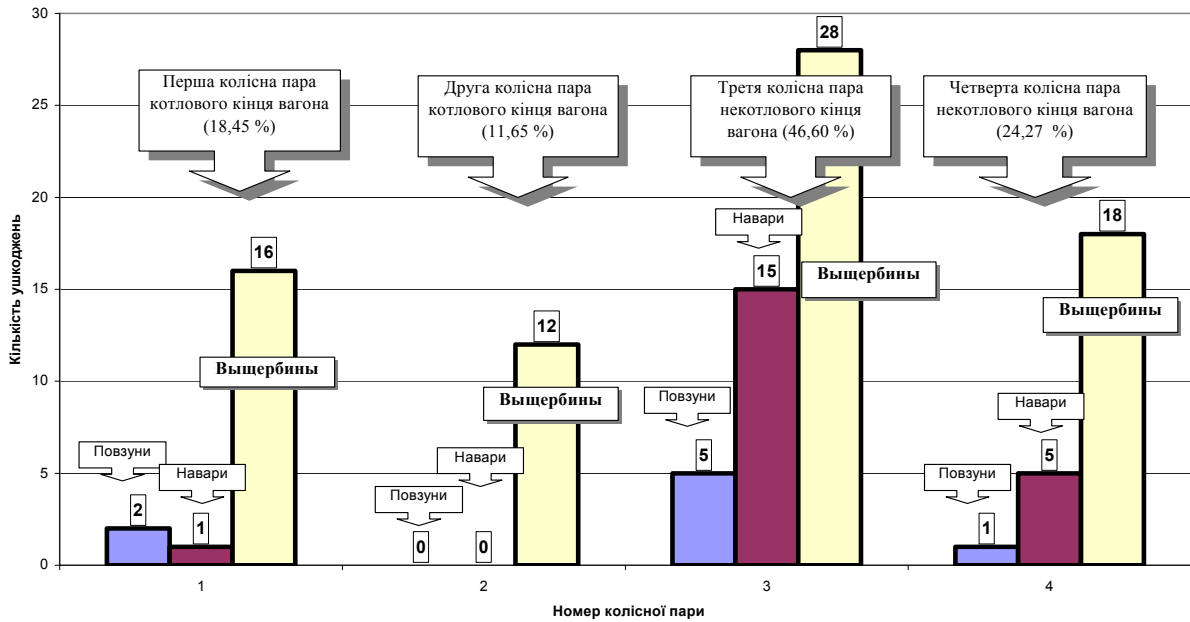 30
25
20
15
10
5
0
Кількість ушкоджень
Перша колісна пара
котлового кінця вагона
(18,45 %)
Друга колісна пара
котлового кінця вагона
(11,65 %)
Третя колісна пара
некотлового кінця
вагона (46,60 %)
Четверта колісна пара
некотлового кінця вагона
(24,27 %)
Повзуни
2
Навари
1
16
Выщербины
Повзуни
0
Навари
0
12
Выщербины
Повзуни
5
Навари
15
28
Выщербины
Повзуни
1
Навари
5
18
Выщербины
1
2
3
4
Номер колісної пари